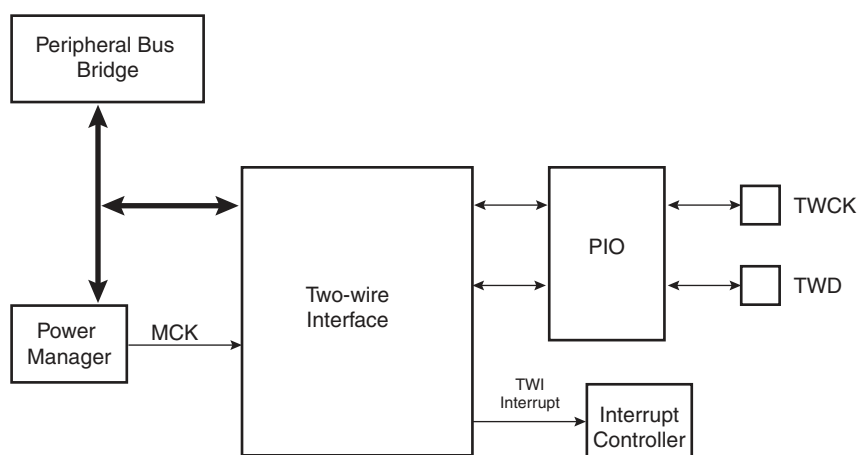 Peripheral Bus
Bridge
TWCK
PIO
TWD
Two-wire
Interface
Power
Manager
MCK
TWI
Interrupt
Interrupt
Controller